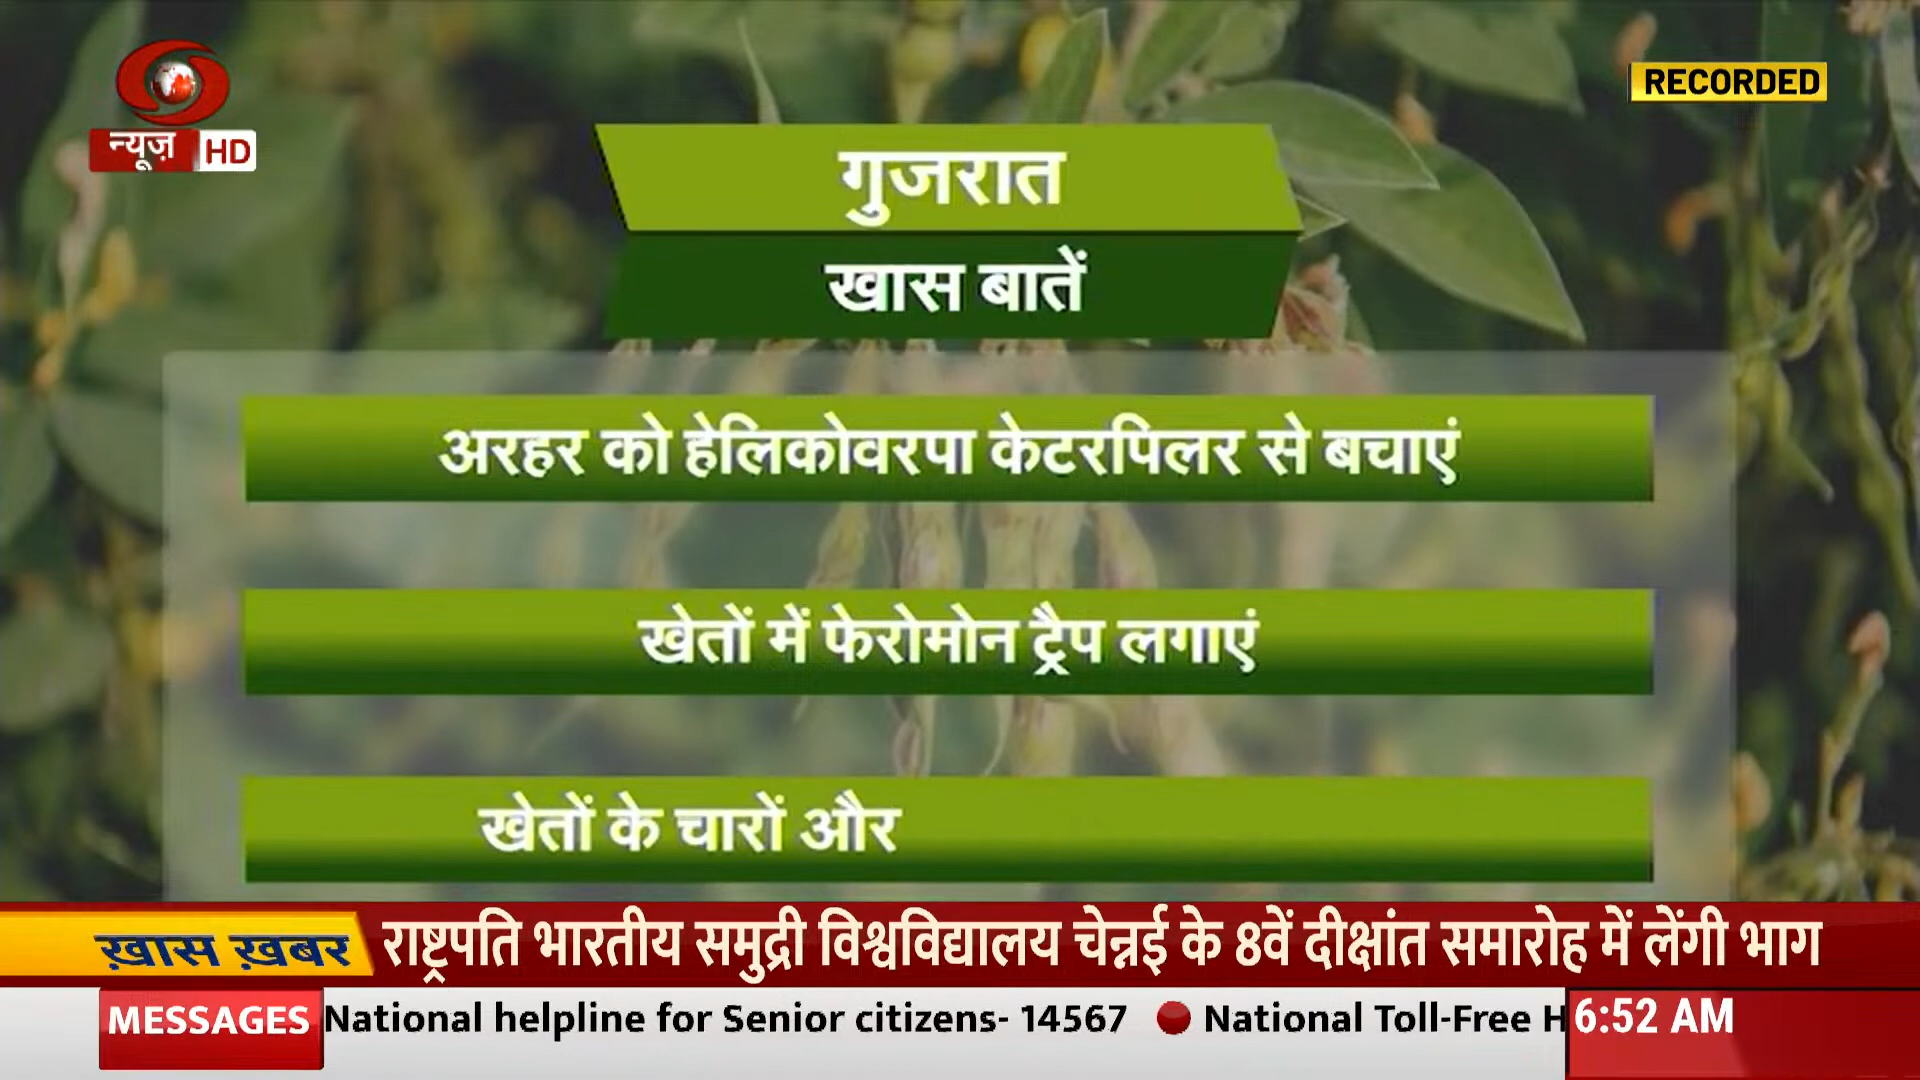 न्यूज़ HD
RECORDED
गुजरात
खास बातें
अरहर को हेलिकोवरपा केटरपिलर से बचाएं
खेतों में फेरोमोन ट्रैप लगाएं
खेतों के चारों और
ख़ास ख़बर राष्ट्रपति भारतीय समुद्री विश्वविद्यालय चेन्नई के 8वें दीक्षांत समारोह में लेंगी भाग
MESSAGES National helpline for Senior citizens- 14567 National Toll-Free H 6:52 AM